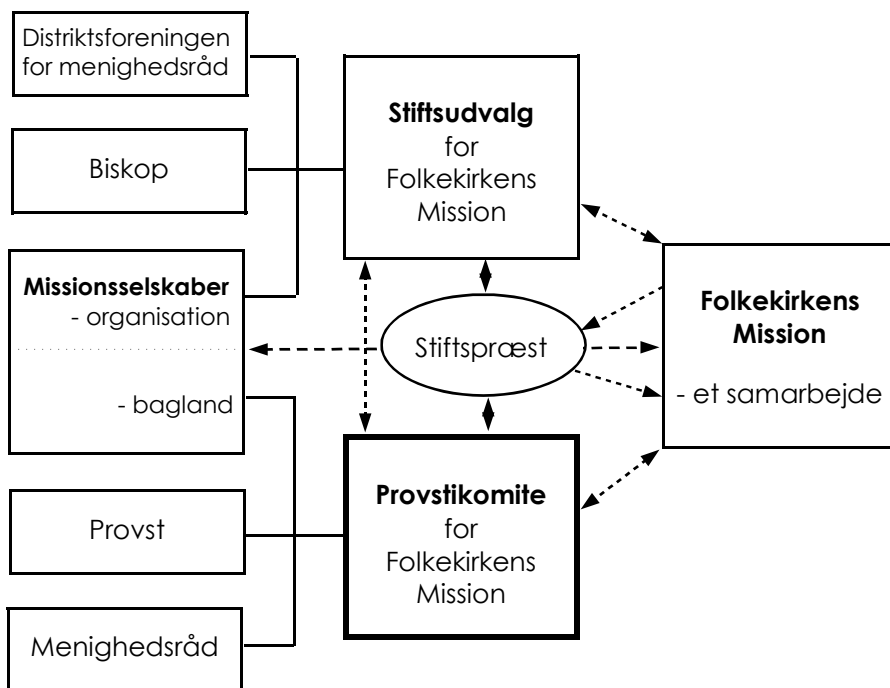 Distriktsforeningen
for menighedsråd
Biskop
Missionsselskaber
- organisation
- bagland
Provst
Menighedsråd
Stiftsudvalg
for
Folkekirkens
Mission
Stiftspræst
Provstikomite
for
Folkekirkens
Mission
Folkekirkens
Mission
- et samarbejde